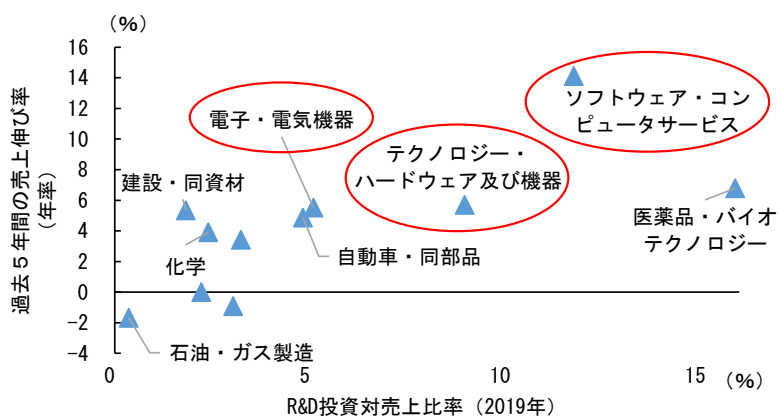 (%)
16
14
12
10
8
6
4
2
0
−2
−4
過去5年間の売上伸び率
(年率)
電子・電気機器
ソフトウェア・コン
ピュータサービス
テクノロジー・
ハードウェア及び機器
建設・同資材
化学
自動車・同部品
医薬品・バイオ
テクノロジー
石油・ガス製造
0
5
10
15
(%)
R&D投資対売上比率(2019年)